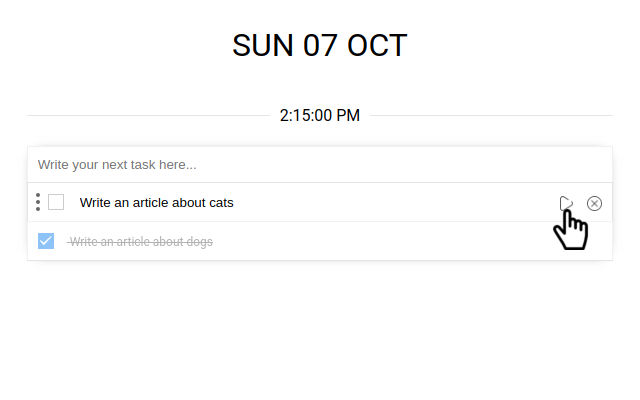 SUN 07 OCT
2:15:00 PM
Write your next task here...
Write an article about cats
Write an article about dogs